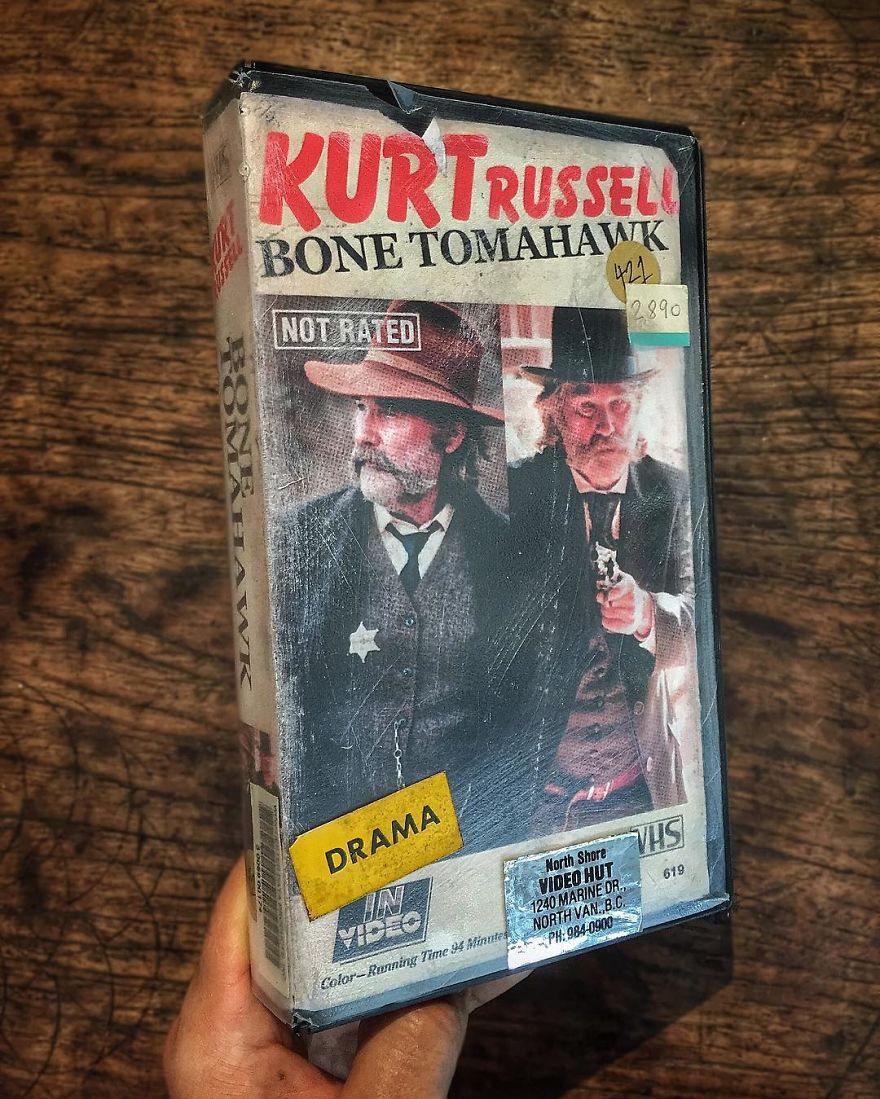 KURT RUSSELL
BONE TOMAHAWK
421
2890
NOT RATED
DRAMA
IN
VIDEO
Color—Running Time 94 Minutes
VHS
619
North Shore
VIDEO HUT
1240 MARINE DR.,
NORTH VAN., B.C.
PH: 984-0900
VHS
KURT
RUSSELL
BONE
TOMAHAWK